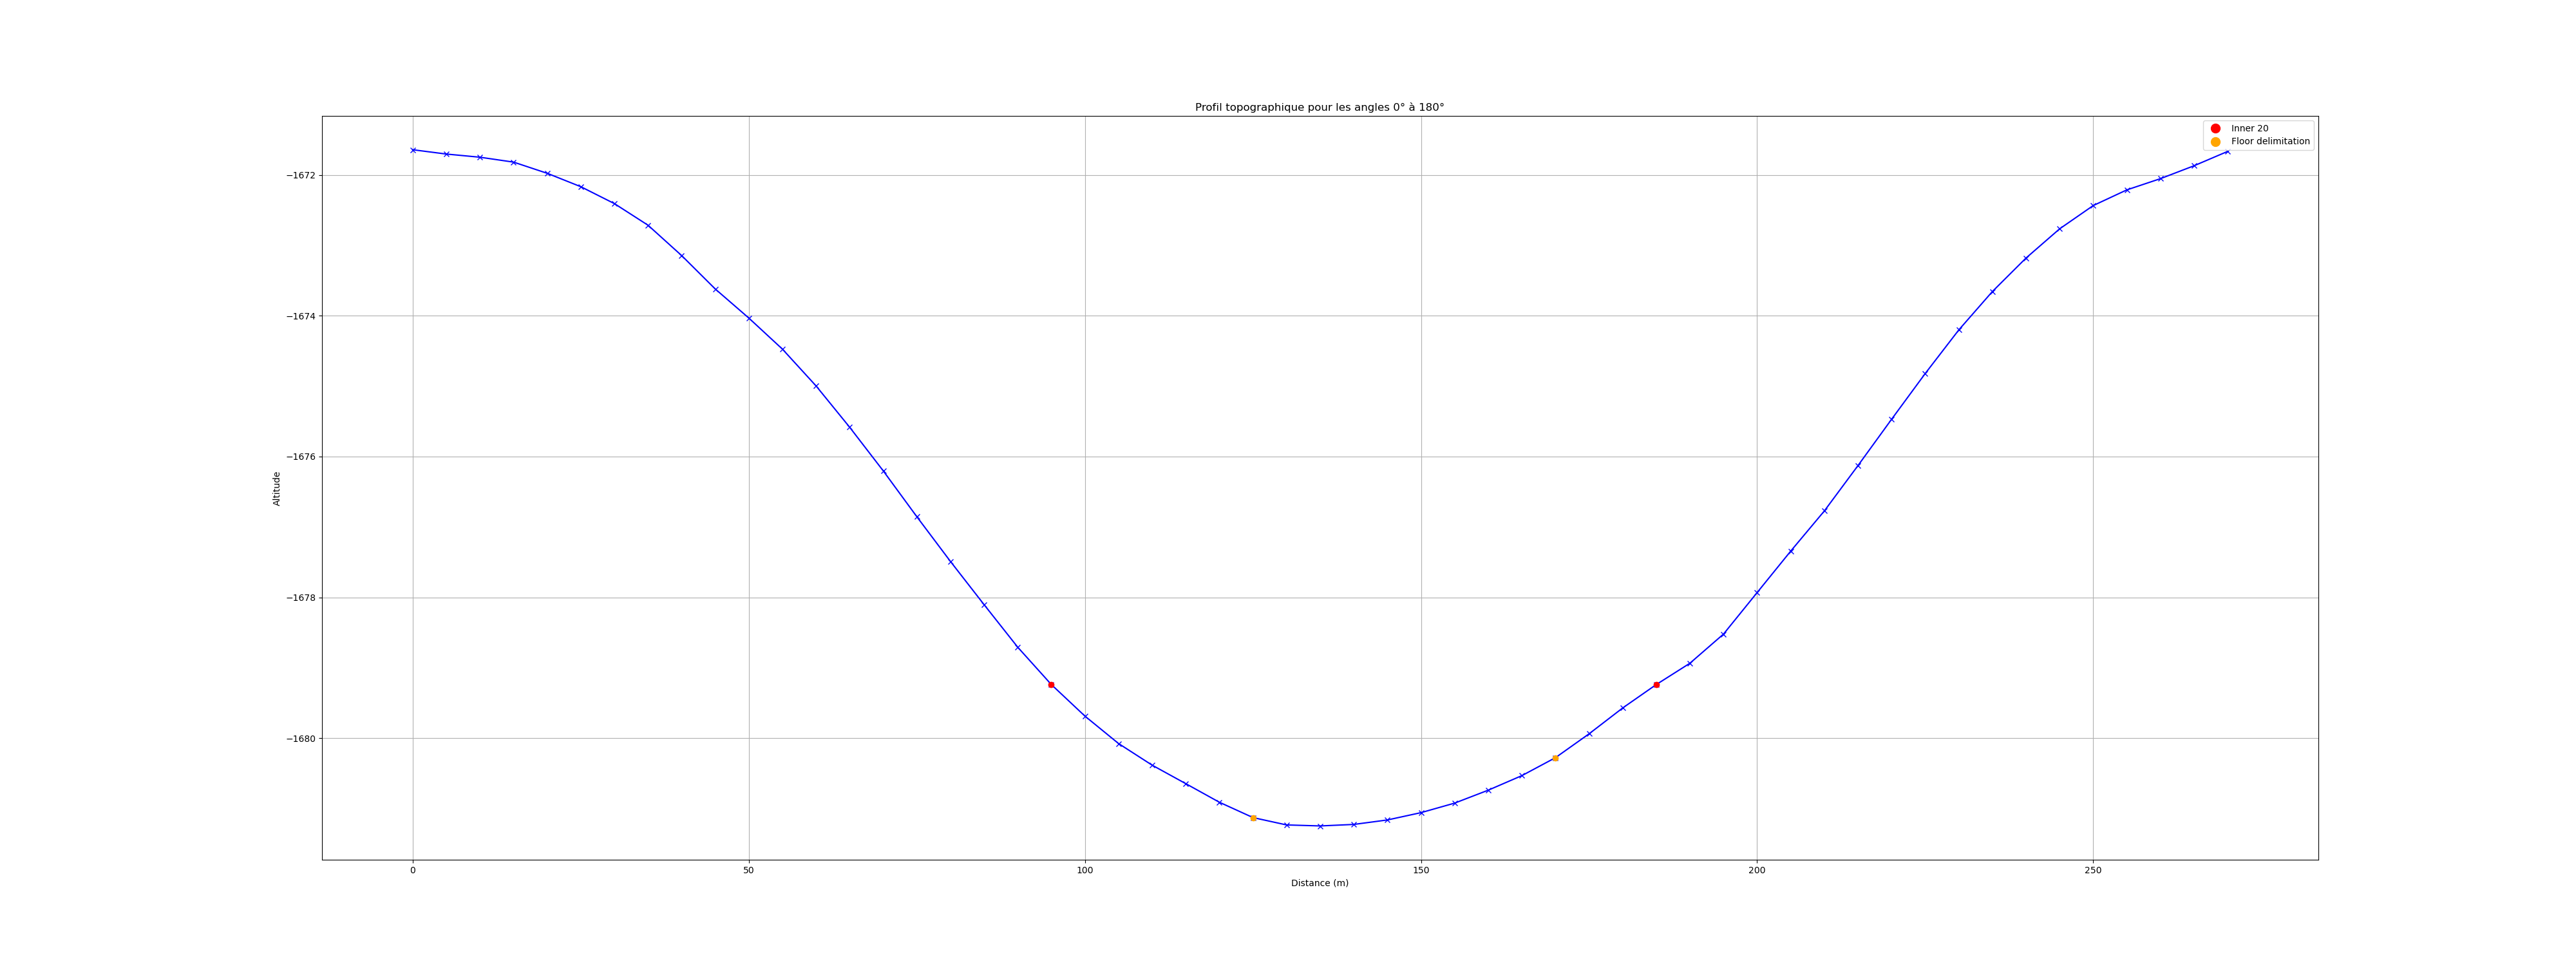 Profil topographique pour les angles 0° à 180°
Inner 20
Floor delimitation
−1672
−1674
−1676
−1678
−1680
Altitude
0
50
100
150
200
250
Distance (m)